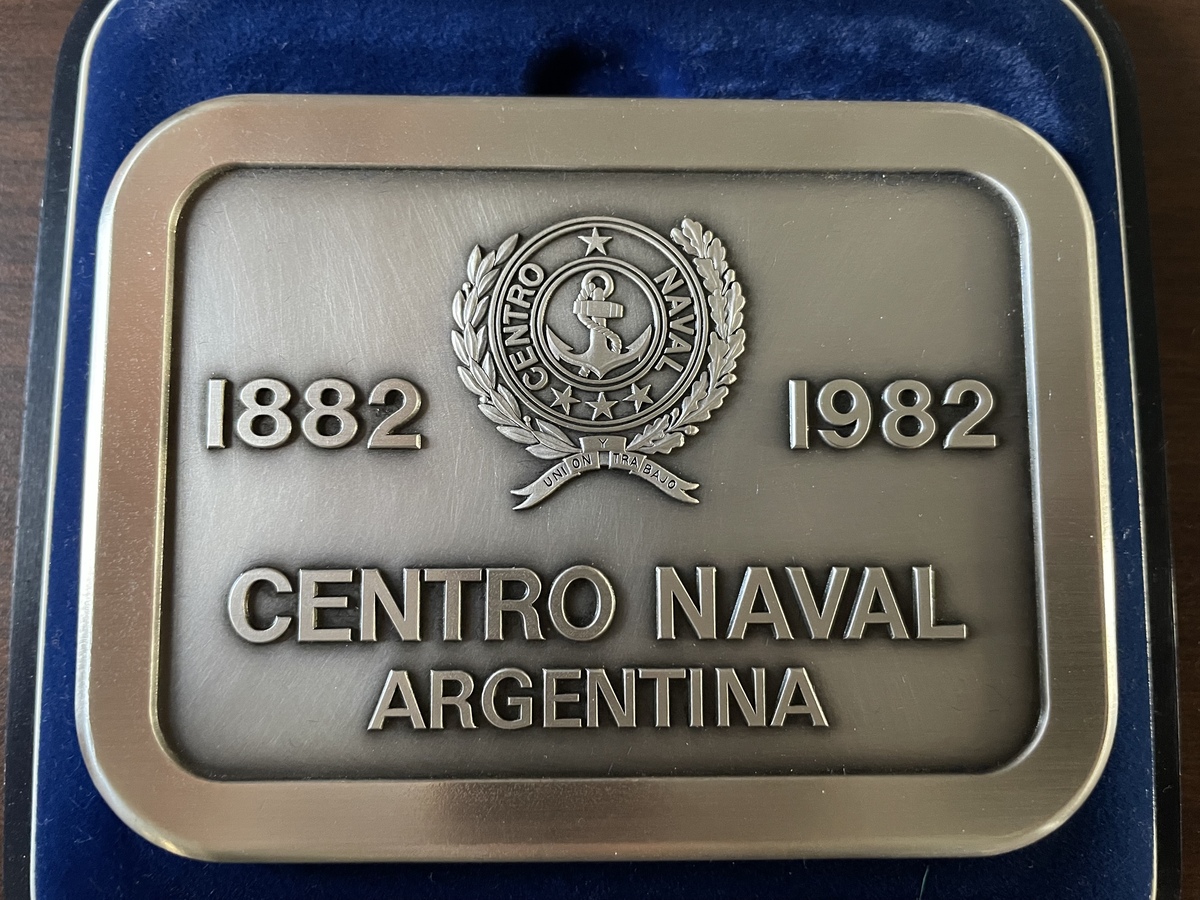 CENTRO NAVAL
1882 1982
UNION Y TRABAJO
CENTRO NAVAL
ARGENTINA